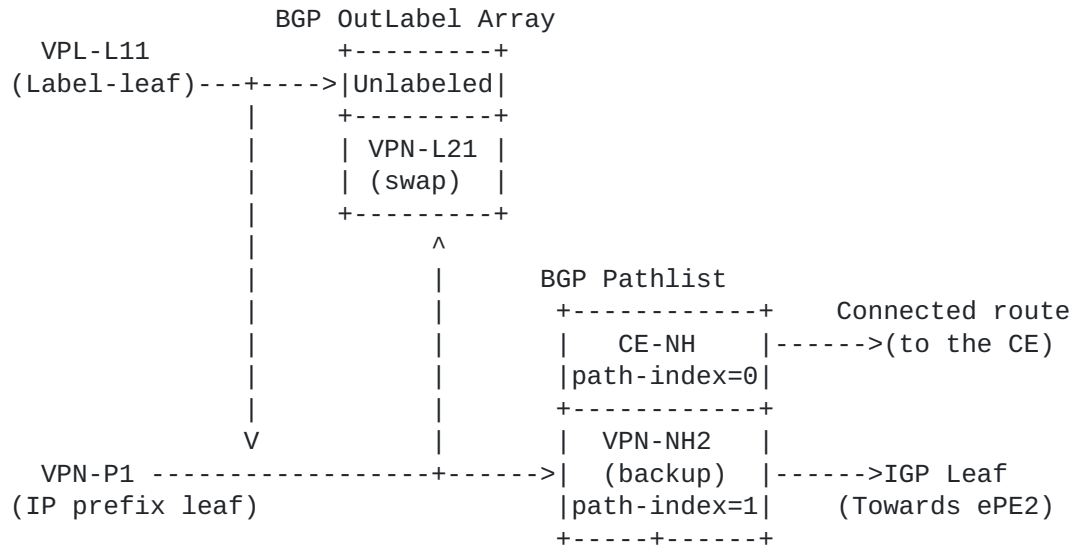 BGP OutLabel Array
VPL-L11
(Label-leaf)
Unlabeled
VPN-L21
(swap)
BGP Pathlist
Connected route
CE-NH
(to the CE)
path-index=0
VPN-NH2
VPN-P1
(backup)
IGP Leaf
(IP prefix leaf)
path-index=1
(Towards ePE2)